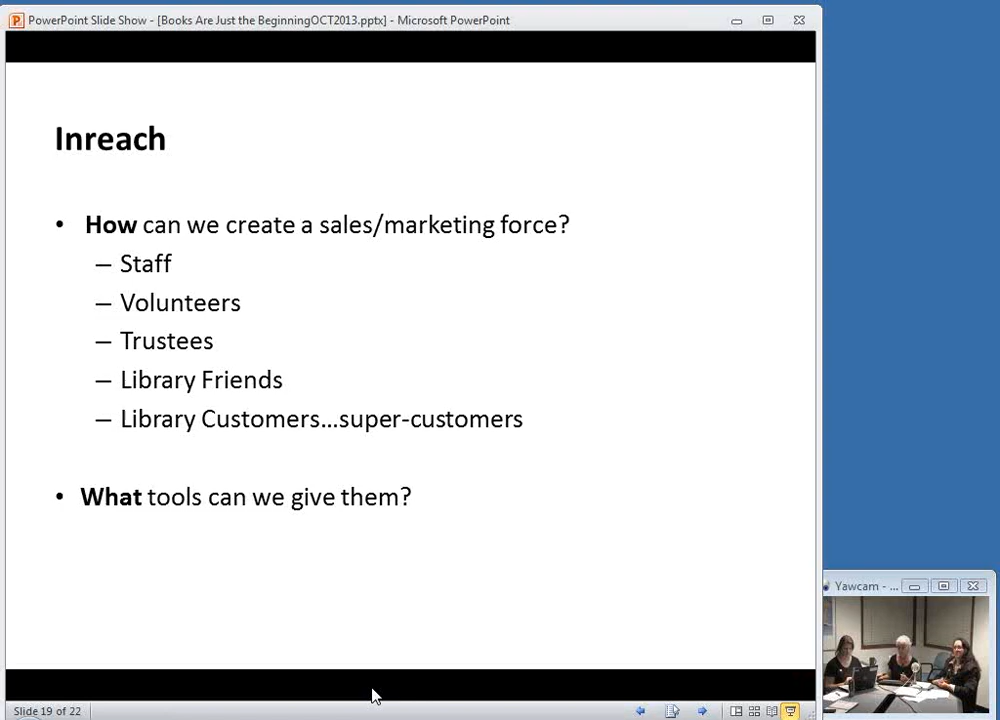 PowerPoint Slide Show - [Books Are Just the BeginningOCT2013.pptx] - Microsoft PowerPoint
Inreach
• How can we create a sales/marketing force?
– Staff
– Volunteers
– Trustees
– Library Friends
– Library Customers...super-customers
• What tools can we give them?
Yawcam - ...
Slide 19 of 22